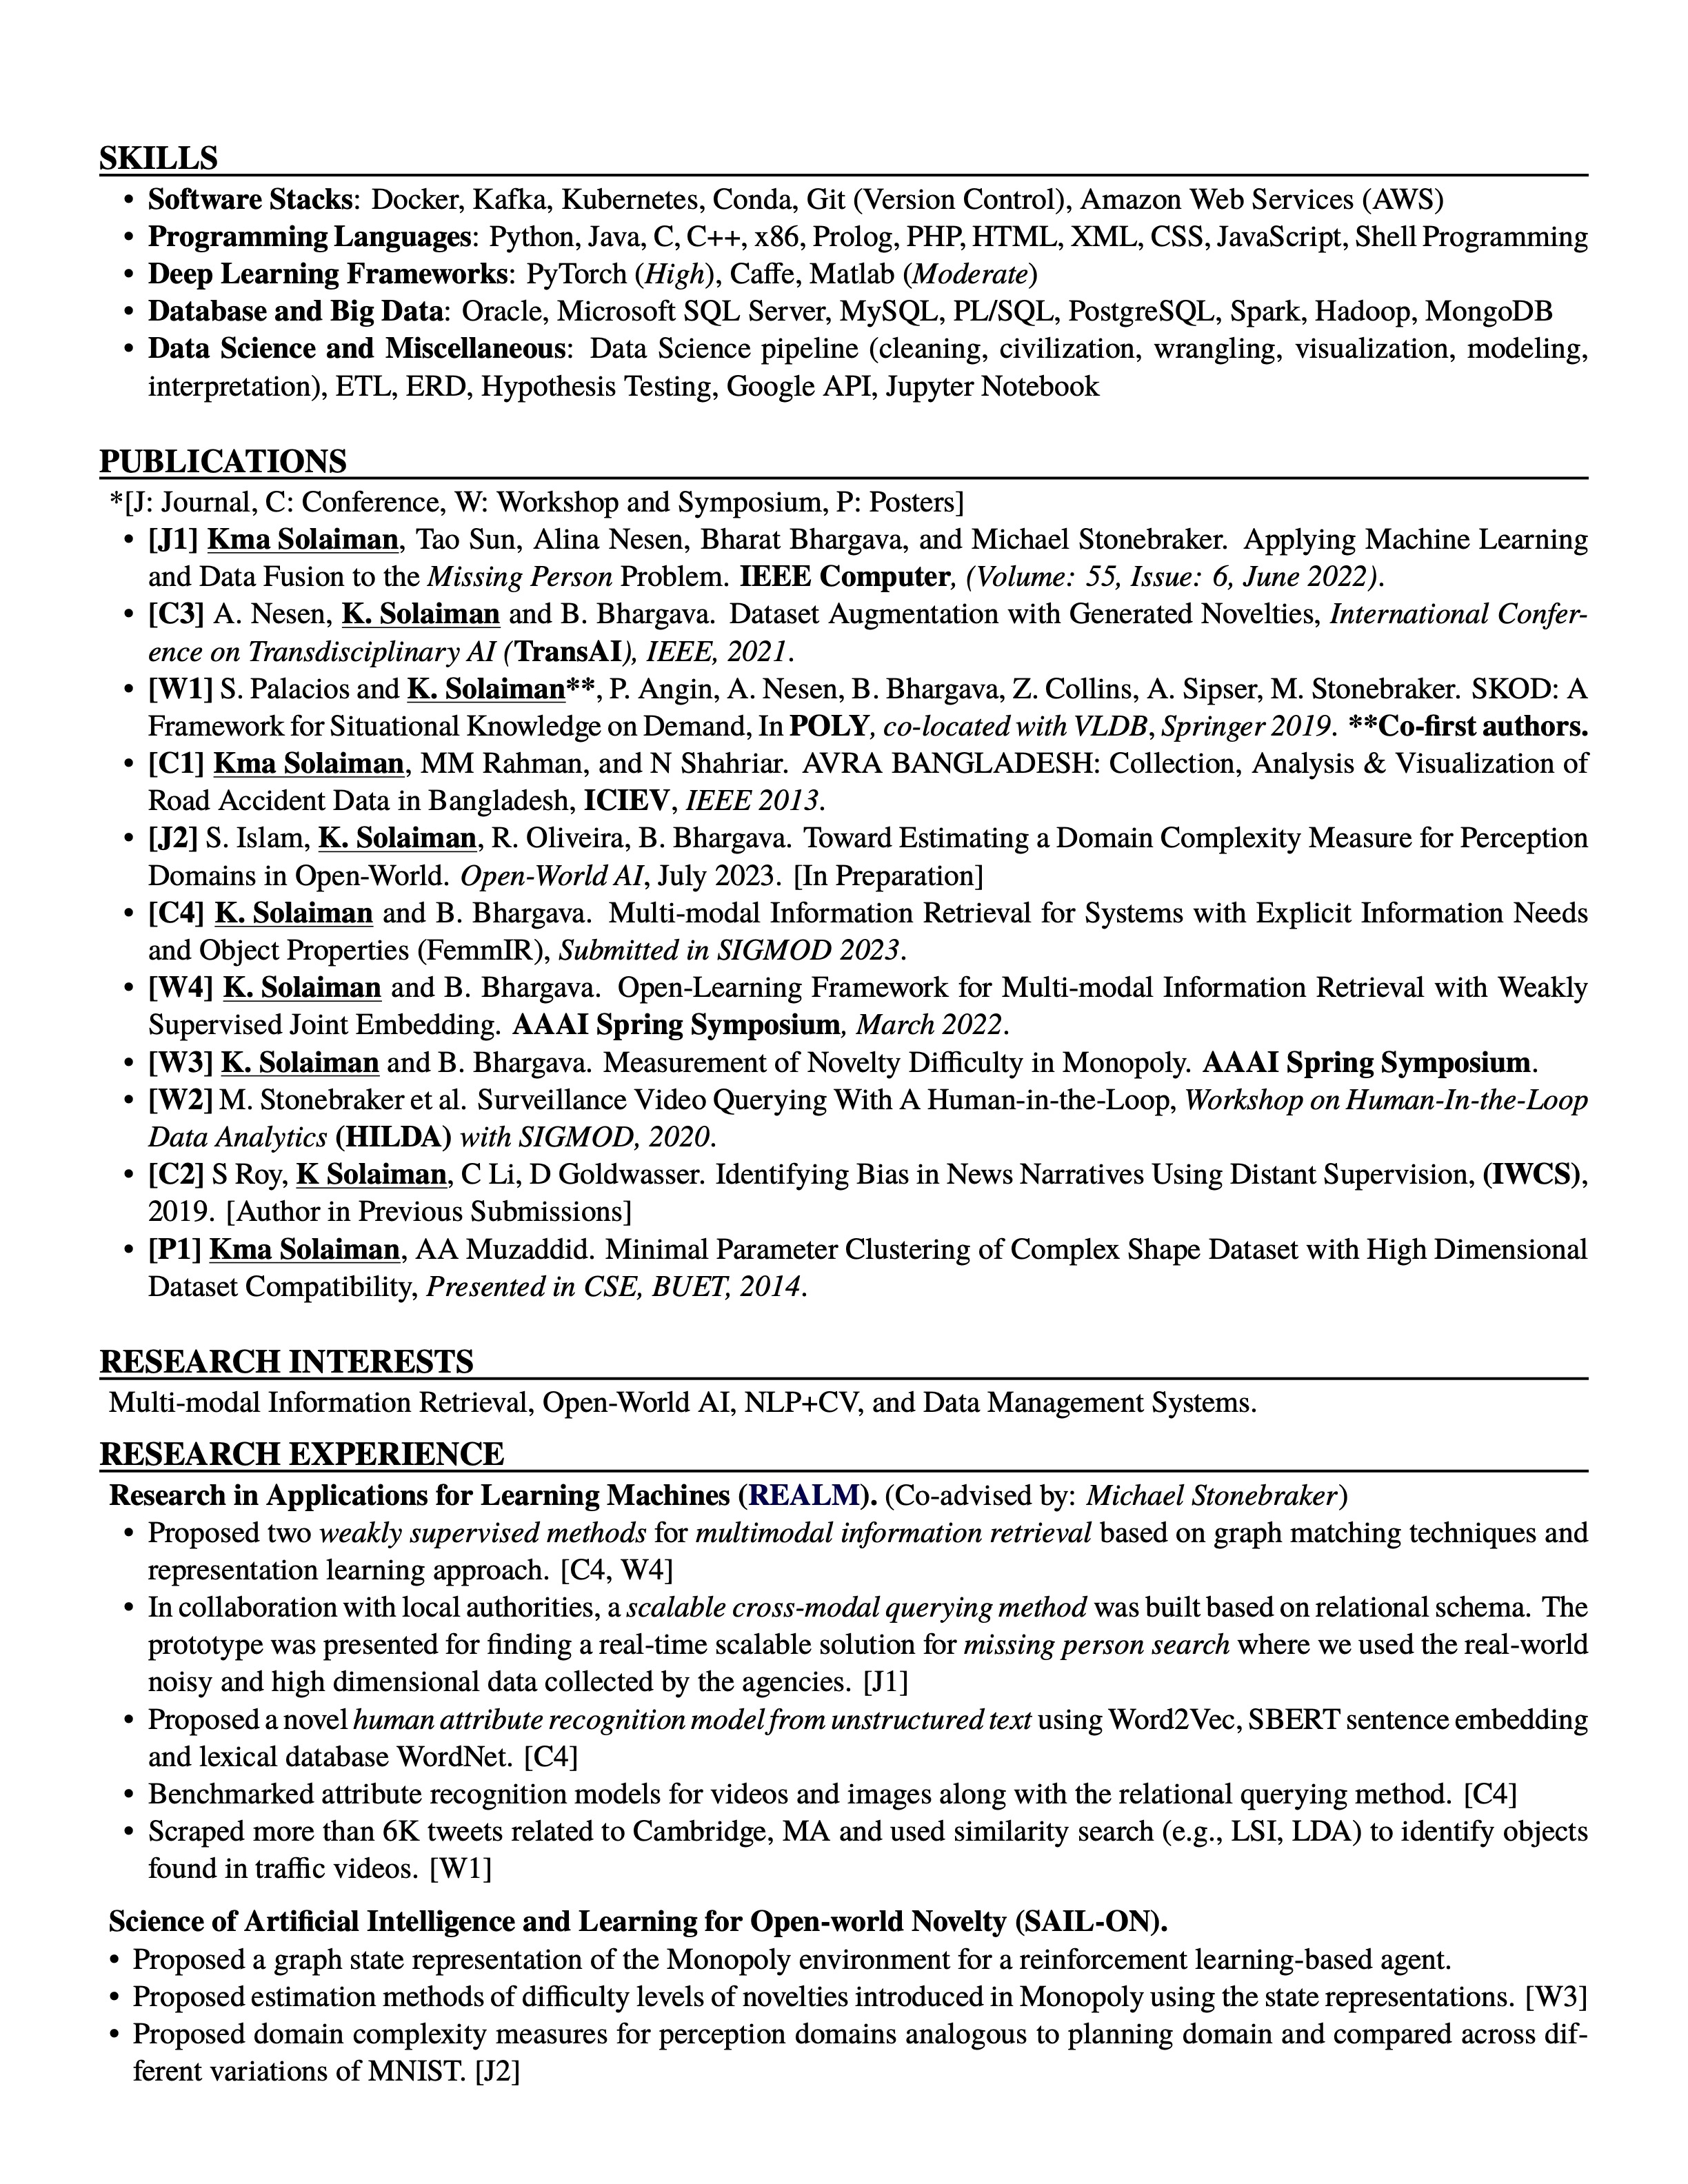 SKILLS
• Software Stacks: Docker, Kafka, Kubernetes, Conda, Git (Version Control), Amazon Web Services (AWS)
• Programming Languages: Python, Java, C, C++, x86, Prolog, PHP, HTML, XML, CSS, JavaScript, Shell Programming
• Deep Learning Frameworks: PyTorch (High), Caffe, Matlab (Moderate)
• Database and Big Data: Oracle, Microsoft SQL Server, MySQL, PL/SQL, PostgreSQL, Spark, Hadoop, MongoDB
• Data Science and Miscellaneous: Data Science pipeline (cleaning, civilization, wrangling, visualization, modeling,
interpretation), ETL, ERD, Hypothesis Testing, Google API, Jupyter Notebook
PUBLICATIONS
*[J: Journal, C: Conference, W: Workshop and Symposium, P: Posters]
• [J1] Kma Solaiman, Tao Sun, Alina Nesen, Bharat Bhargava, and Michael Stonebraker. Applying Machine Learning
and Data Fusion to the Missing Person Problem. IEEE Computer, (Volume: 55, Issue: 6, June 2022).
• [C3] A. Nesen, K. Solaiman and B. Bhargava. Dataset Augmentation with Generated Novelties, International Confer-
ence on Transdisciplinary AI (TransAI), IEEE, 2021.
• [W1] S. Palacios and K. Solaiman**, P. Angin, A. Nesen, B. Bhargava, Z. Collins, A. Sipser, M. Stonebraker. SKOD: A
Framework for Situational Knowledge on Demand, In POLY, co-located with VLDB, Springer 2019. **Co-first authors.
• [C1] Kma Solaiman, MM Rahman, and N Shahriar. AVRA BANGLADESH: Collection, Analysis & Visualization of
Road Accident Data in Bangladesh, ICIEV, IEEE 2013.
• [J2] S. Islam, K. Solaiman, R. Oliveira, B. Bhargava. Toward Estimating a Domain Complexity Measure for Perception
Domains in Open-World. Open-World AI, July 2023. [In Preparation]
• [C4] K. Solaiman and B. Bhargava. Multi-modal Information Retrieval for Systems with Explicit Information Needs
and Object Properties (FemmIR), Submitted in SIGMOD 2023.
• [W4] K. Solaiman and B. Bhargava. Open-Learning Framework for Multi-modal Information Retrieval with Weakly
Supervised Joint Embedding. AAAI Spring Symposium, March 2022.
• [W3] K. Solaiman and B. Bhargava. Measurement of Novelty Difficulty in Monopoly. AAAI Spring Symposium.
• [W2] M. Stonebraker et al. Surveillance Video Querying With A Human-in-the-Loop, Workshop on Human-In-the-Loop
Data Analytics (HILDA) with SIGMOD, 2020.
• [C2] S Roy, K Solaiman, C Li, D Goldwasser. Identifying Bias in News Narratives Using Distant Supervision, (IWCS),
2019. [Author in Previous Submissions]
• [P1] Kma Solaiman, AA Muzaddid. Minimal Parameter Clustering of Complex Shape Dataset with High Dimensional
Dataset Compatibility, Presented in CSE, BUET, 2014.
RESEARCH INTERESTS
Multi-modal Information Retrieval, Open-World AI, NLP+CV, and Data Management Systems.
RESEARCH EXPERIENCE
Research in Applications for Learning Machines (REALM). (Co-advised by: Michael Stonebraker)
• Proposed two weakly supervised methods for multimodal information retrieval based on graph matching techniques and
representation learning approach. [C4, W4]
• In collaboration with local authorities, a scalable cross-modal querying method was built based on relational schema. The
prototype was presented for finding a real-time scalable solution for missing person search where we used the real-world
noisy and high dimensional data collected by the agencies. [J1]
• Proposed a novel human attribute recognition model from unstructured text using Word2Vec, SBERT sentence embedding
and lexical database WordNet. [C4]
• Benchmarked attribute recognition models for videos and images along with the relational querying method. [C4]
• Scraped more than 6K tweets related to Cambridge, MA and used similarity search (e.g., LSI, LDA) to identify objects
found in traffic videos. [W1]
Science of Artificial Intelligence and Learning for Open-world Novelty (SAIL-ON).
• Proposed a graph state representation of the Monopoly environment for a reinforcement learning-based agent.
• Proposed estimation methods of difficulty levels of novelties introduced in Monopoly using the state representations. [W3]
• Proposed domain complexity measures for perception domains analogous to planning domain and compared across dif-
ferent variations of MNIST. [J2]